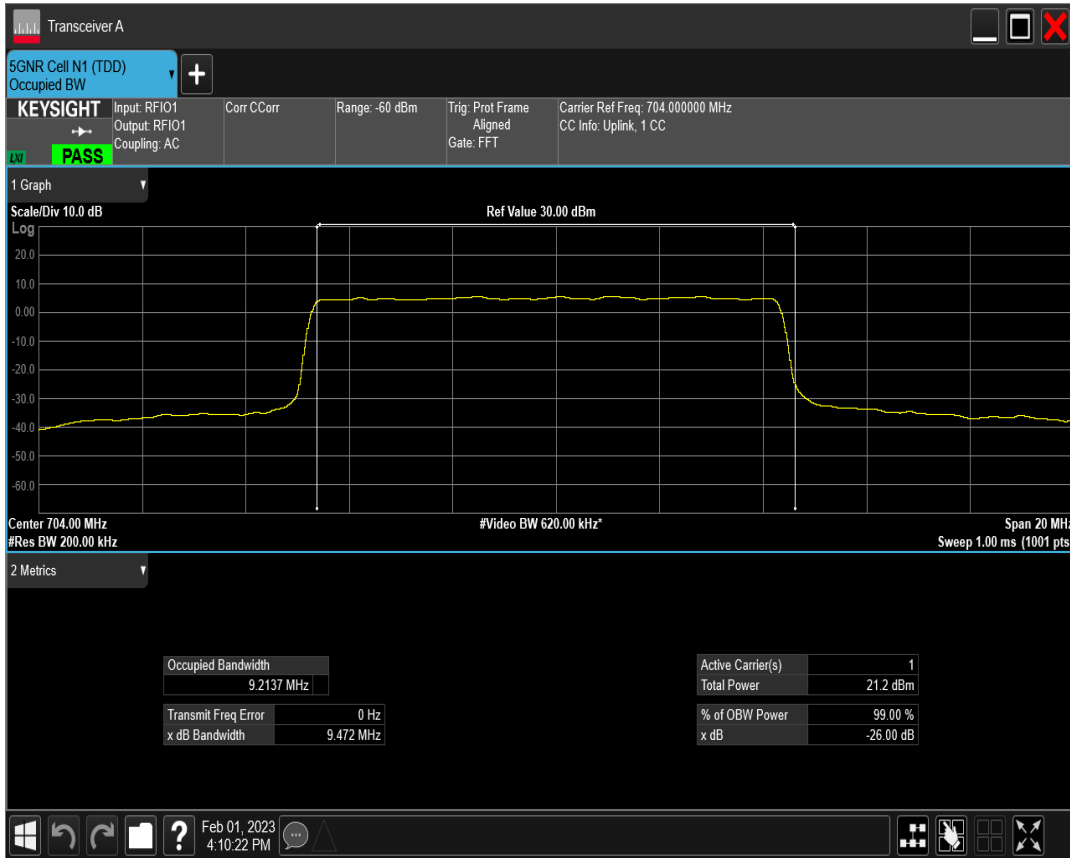 Transceiver A
5GNR Cell N1 (TDD)
Occupied BW
KEYSIGHT
LXI
PASS
Input: RFIO1
Output: RFIO1
Coupling: AC
Corr CCorr
Range: -60 dBm
Trig: Prot Frame
Aligned
Gate: FFT
Carrier Ref Freq: 704.000000 MHz
CC Info: Uplink, 1 CC
1 Graph
Scale/Div 10.0 dB
Ref Value 30.00 dBm
Log
20.0
10.0
0.00
-10.0
-20.0
-30.0
-40.0
-50.0
-60.0
Center 704.00 MHz
#Video BW 620.00 kHz*
Span 20 MHz
#Res BW 200.00 kHz
Sweep 1.00 ms (1001 pts
2 Metrics
Occupied Bandwidth
9.2137 MHz
Transmit Freq Error 0 Hz
x dB Bandwidth 9.472 MHz
Active Carrier(s) 1
Total Power 21.2 dBm
% of OBW Power 99.00 %
x dB -26.00 dB
?
Feb 01, 2023
4:10:22 PM